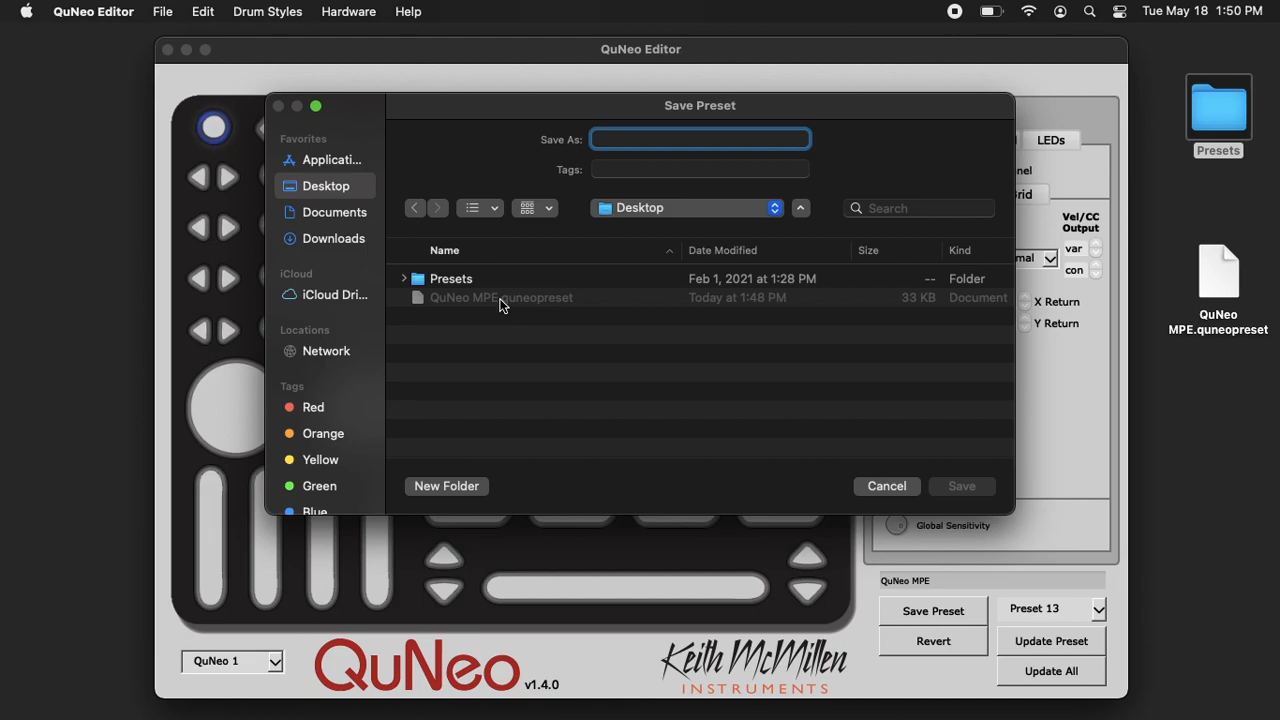 QuNeo Editor File Edit Drum Styles Hardware Help Tue May 18 1:50 PM
QuNeo Editor
Save Preset
Favorites
Applicati...
Desktop
Documents
Downloads
iCloud
iCloud Dri...
Locations
Network
Tags
Red
Orange
Yellow
Green
Blue
Save As:
Tags:
Desktop
Search
Name Date Modified Size Kind
Presets Feb 1, 2021 at 1:28 PM -- Folder
QuNeo MPE.quneopreset Today at 1:48 PM 33 KB Document
New Folder Cancel Save
LEDs
Vel/CC
Output
var
con
X Return
Y Return
Global Sensitivity
QuNeo MPE
Save Preset Preset 13
Revert Update Preset
Update All
QuNeo 1
QuNeo v1.4.0
Keith McMillen
INSTRUMENTS
Presets
QuNeo
MPE.quneopreset